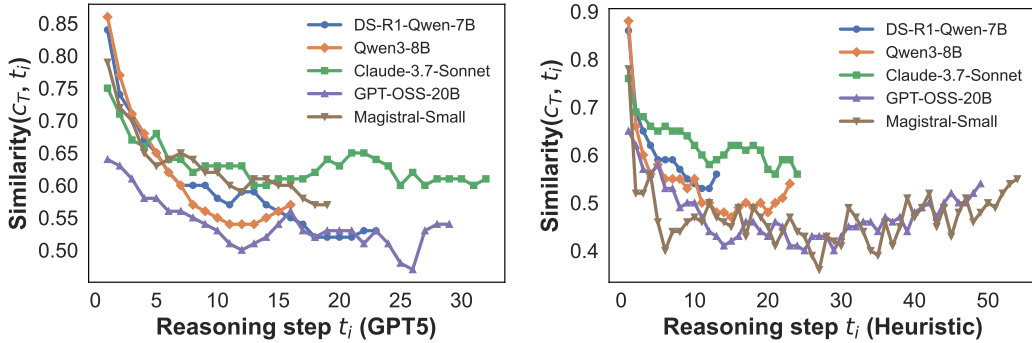 Similarity(c_T, t_i)
0.85
0.80
0.75
0.70
0.65
0.60
0.55
0.50
DS-R1-Qwen-7B
Qwen3-8B
Claude-3.7-Sonnet
GPT-OSS-20B
Magistral-Small
0 5 10 15 20 25 30
Reasoning step t_i (GPT5)
Similarity(c_T, t_i)
0.9
0.8
0.7
0.6
0.5
0.4
DS-R1-Qwen-7B
Qwen3-8B
Claude-3.7-Sonnet
GPT-OSS-20B
Magistral-Small
0 10 20 30 40 50
Reasoning step t_i (Heuristic)